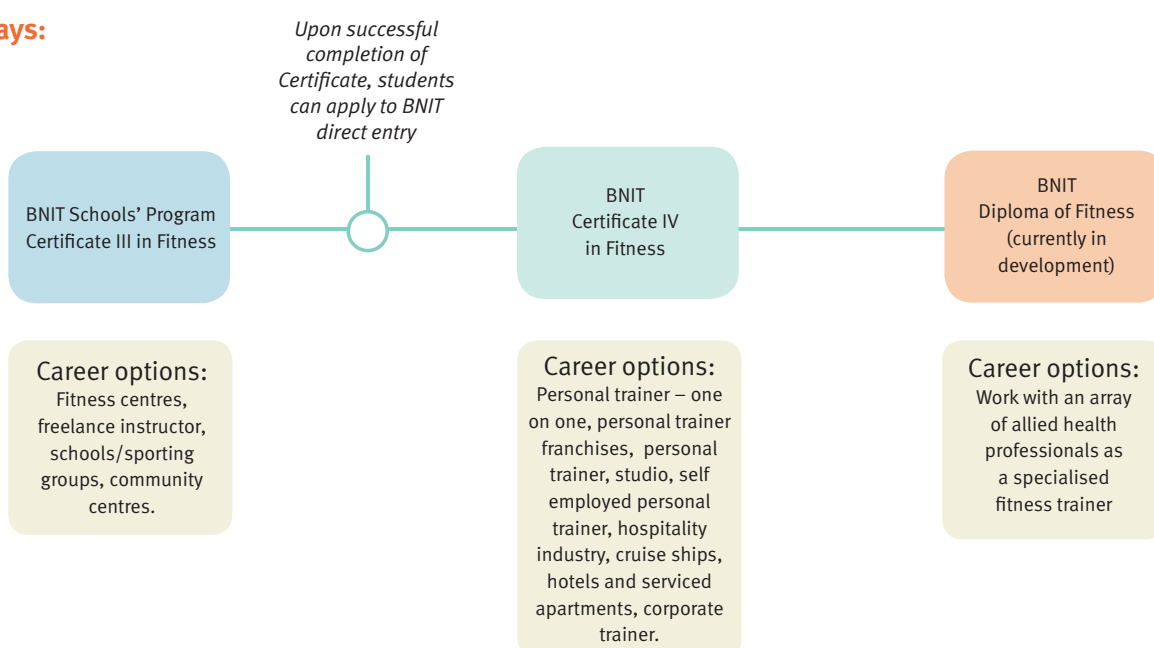 ays:
Upon successful
completion of
Certificate, students
can apply to BNIT
direct entry
BNIT Schools’ Program
Certificate III in Fitness
BNIT
Certificate IV
in Fitness
BNIT
Diploma of Fitness
(currently in
development)
Career options:
Fitness centres,
freelance instructor,
schools/sporting
groups, community
centres.
Career options:
Personal trainer – one
on one, personal trainer
franchises, personal
trainer, studio, self
employed personal
trainer, hospitality
industry, cruise ships,
hotels and serviced
apartments, corporate
trainer.
Career options:
Work with an array
of allied health
professionals as
a specialised
fitness trainer